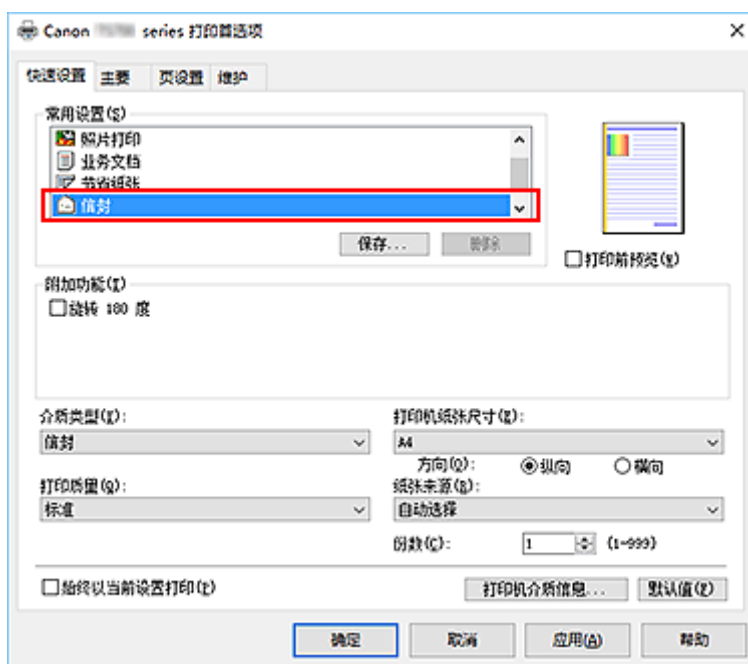 Canon series 打印首选项
快速设置 主要 页设置 维护
常用设置(S)
照片打印
业务文档
节省纸张
信封
保存... 删除
打印前预览(W)
附加功能(I)
旋转 180 度
介质类型(Y): 打印机纸张尺寸(R):
信封 A4
方向(O): 纵向 横向
打印质量(Q): 纸张来源(B):
标准 自动选择
份数(C): 1 (1-999)
始终以当前设置打印(P)
打印机介质信息... 默认值(Z)
确定 取消 应用(A) 帮助